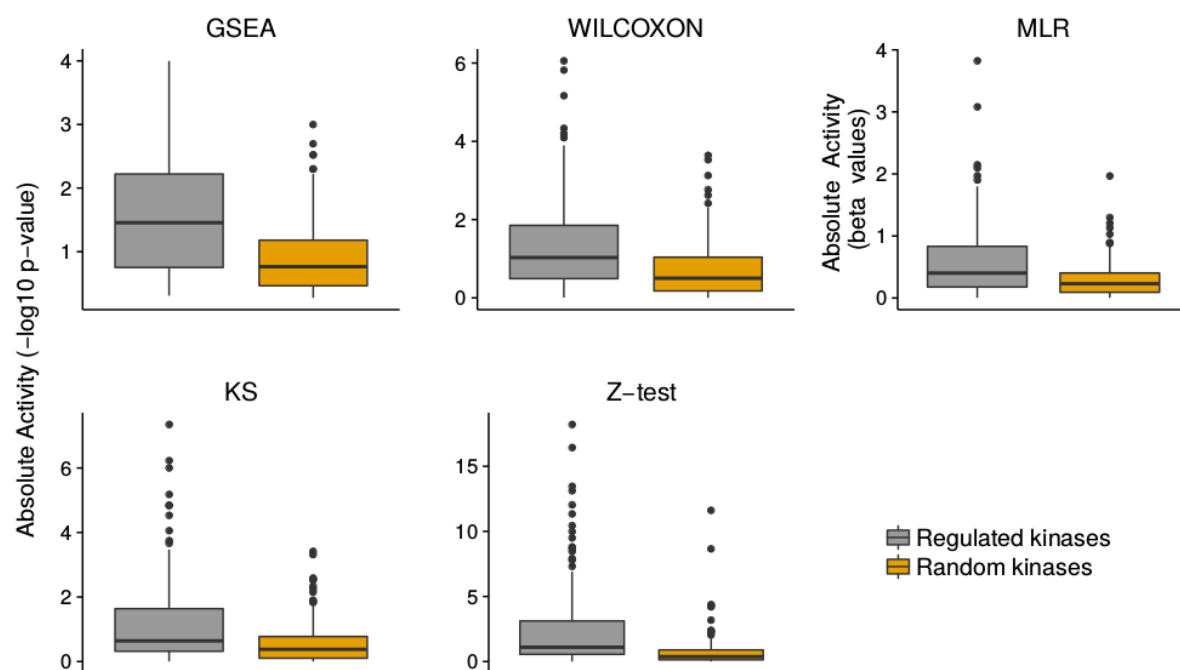 GSEA
WILCOXON
MLR
Absolute Activity (−log10 p−value)
4
3
2
1
6
4
2
0
Absolute Activity
(beta values)
4
3
2
1
0
KS
Z−test
6
4
2
0
15
10
5
0
Regulated kinases
Random kinases